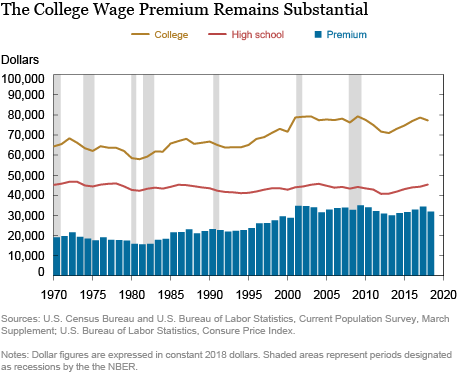 The College Wage Premium Remains Substantial
College High school Premium
Dollars
100,000
90,000
80,000
70,000
60,000
50,000
40,000
30,000
20,000
10,000
0
1970 1975 1980 1985 1990 1995 2000 2005 2010 2015 2020
Sources: U.S. Census Bureau and U.S. Bureau of Labor Statistics, Current Population Survey, March
Supplement; U.S. Bureau of Labor Statistics, Consure Price Index.
Notes: Dollar figures are expressed in constant 2018 dollars. Shaded areas represent periods designated
as recessions by the the NBER.